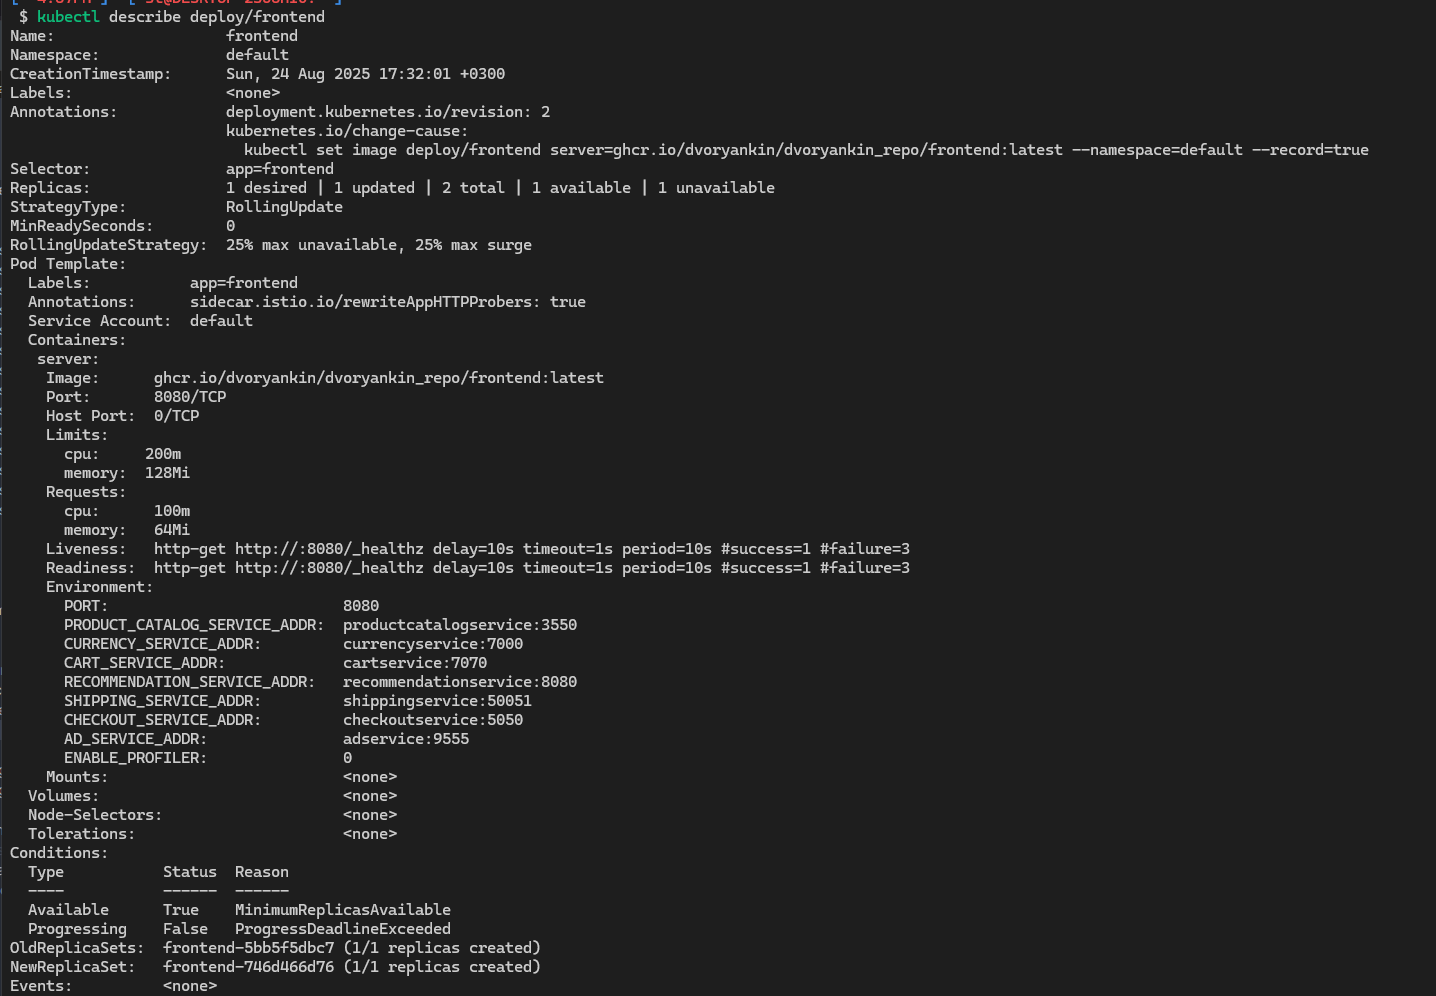 $ kubectl describe deploy/frontend
Name:                   frontend
Namespace:              default
CreationTimestamp:      Sun, 24 Aug 2025 17:32:01 +0300
Labels:                 <none>
Annotations:            deployment.kubernetes.io/revision: 2
                        kubernetes.io/change-cause:
                          kubectl set image deploy/frontend server=ghcr.io/dvoryankin/dvoryankin_repo/frontend:latest --namespace=default --record=true
Selector:               app=frontend
Replicas:               1 desired | 1 updated | 2 total | 1 available | 1 unavailable
StrategyType:           RollingUpdate
MinReadySeconds:        0
RollingUpdateStrategy:  25% max unavailable, 25% max surge
Pod Template:
  Labels:           app=frontend
  Annotations:      sidecar.istio.io/rewriteAppHTTPProbers: true
  Service Account:  default
  Containers:
   server:
    Image:      ghcr.io/dvoryankin/dvoryankin_repo/frontend:latest
    Port:       8080/TCP
    Host Port:  0/TCP
    Limits:
      cpu:     200m
      memory:  128Mi
    Requests:
      cpu:      100m
      memory:   64Mi
    Liveness:   http-get http://:8080/_healthz delay=10s timeout=1s period=10s #success=1 #failure=3
    Readiness:  http-get http://:8080/_healthz delay=10s timeout=1s period=10s #success=1 #failure=3
    Environment:
      PORT:                          8080
      PRODUCT_CATALOG_SERVICE_ADDR:  productcatalogservice:3550
      CURRENCY_SERVICE_ADDR:         currencyservice:7000
      CART_SERVICE_ADDR:             cartservice:7070
      RECOMMENDATION_SERVICE_ADDR:   recommendationservice:8080
      SHIPPING_SERVICE_ADDR:         shippingservice:50051
      CHECKOUT_SERVICE_ADDR:         checkoutservice:5050
      AD_SERVICE_ADDR:               adservice:9555
      ENABLE_PROFILER:               0
    Mounts:                          <none>
  Volumes:                           <none>
  Node-Selectors:                    <none>
  Tolerations:                       <none>
Conditions:
  Type           Status  Reason
  ----           ------  ------
  Available      True    MinimumReplicasAvailable
  Progressing    False   ProgressDeadlineExceeded
OldReplicaSets:  frontend-5bb5f5dbc7 (1/1 replicas created)
NewReplicaSet:   frontend-746d466d76 (1/1 replicas created)
Events:          <none>